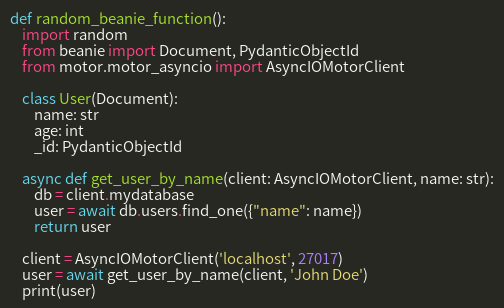 def random_beanie_function():
    import random
    from beanie import Document, PydanticObjectId
    from motor.motor_asyncio import AsyncIOMotorClient

    class User(Document):
        name: str
        age: int
        _id: PydanticObjectId

    async def get_user_by_name(client: AsyncIOMotorClient, name: str):
        db = client.mydatabase
        user = await db.users.find_one({"name": name})
        return user

    client = AsyncIOMotorClient('localhost', 27017)
    user = await get_user_by_name(client, 'John Doe')
    print(user)